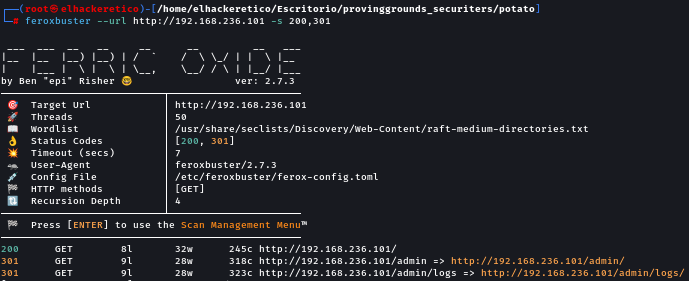 ┌──(root㉿elhackeretico)-[/home/elhackeretico/Escritorio/provinggrounds_securiters/potato]
└─# feroxbuster --url http://192.168.236.101 -s 200,301
FERRIC OXIDE
by Ben "epi" Risher 🤓 ver: 2.7.3
🎯 Target Url │ http://192.168.236.101
🚀 Threads │ 50
📖 Wordlist │ /usr/share/seclists/Discovery/Web-Content/raft-medium-directories.txt
👌 Status Codes │ [200, 301]
💥 Timeout (secs) │ 7
🦡 User-Agent │ feroxbuster/2.7.3
💉 Config File │ /etc/feroxbuster/ferox-config.toml
🏁 HTTP methods │ [GET]
🔃 Recursion Depth │ 4
🏁 Press [ENTER] to use the Scan Management Menu™
200 GET 8l 32w 245c http://192.168.236.101/
301 GET 9l 28w 318c http://192.168.236.101/admin => http://192.168.236.101/admin/
301 GET 9l 28w 323c http://192.168.236.101/admin/logs => http://192.168.236.101/admin/logs/